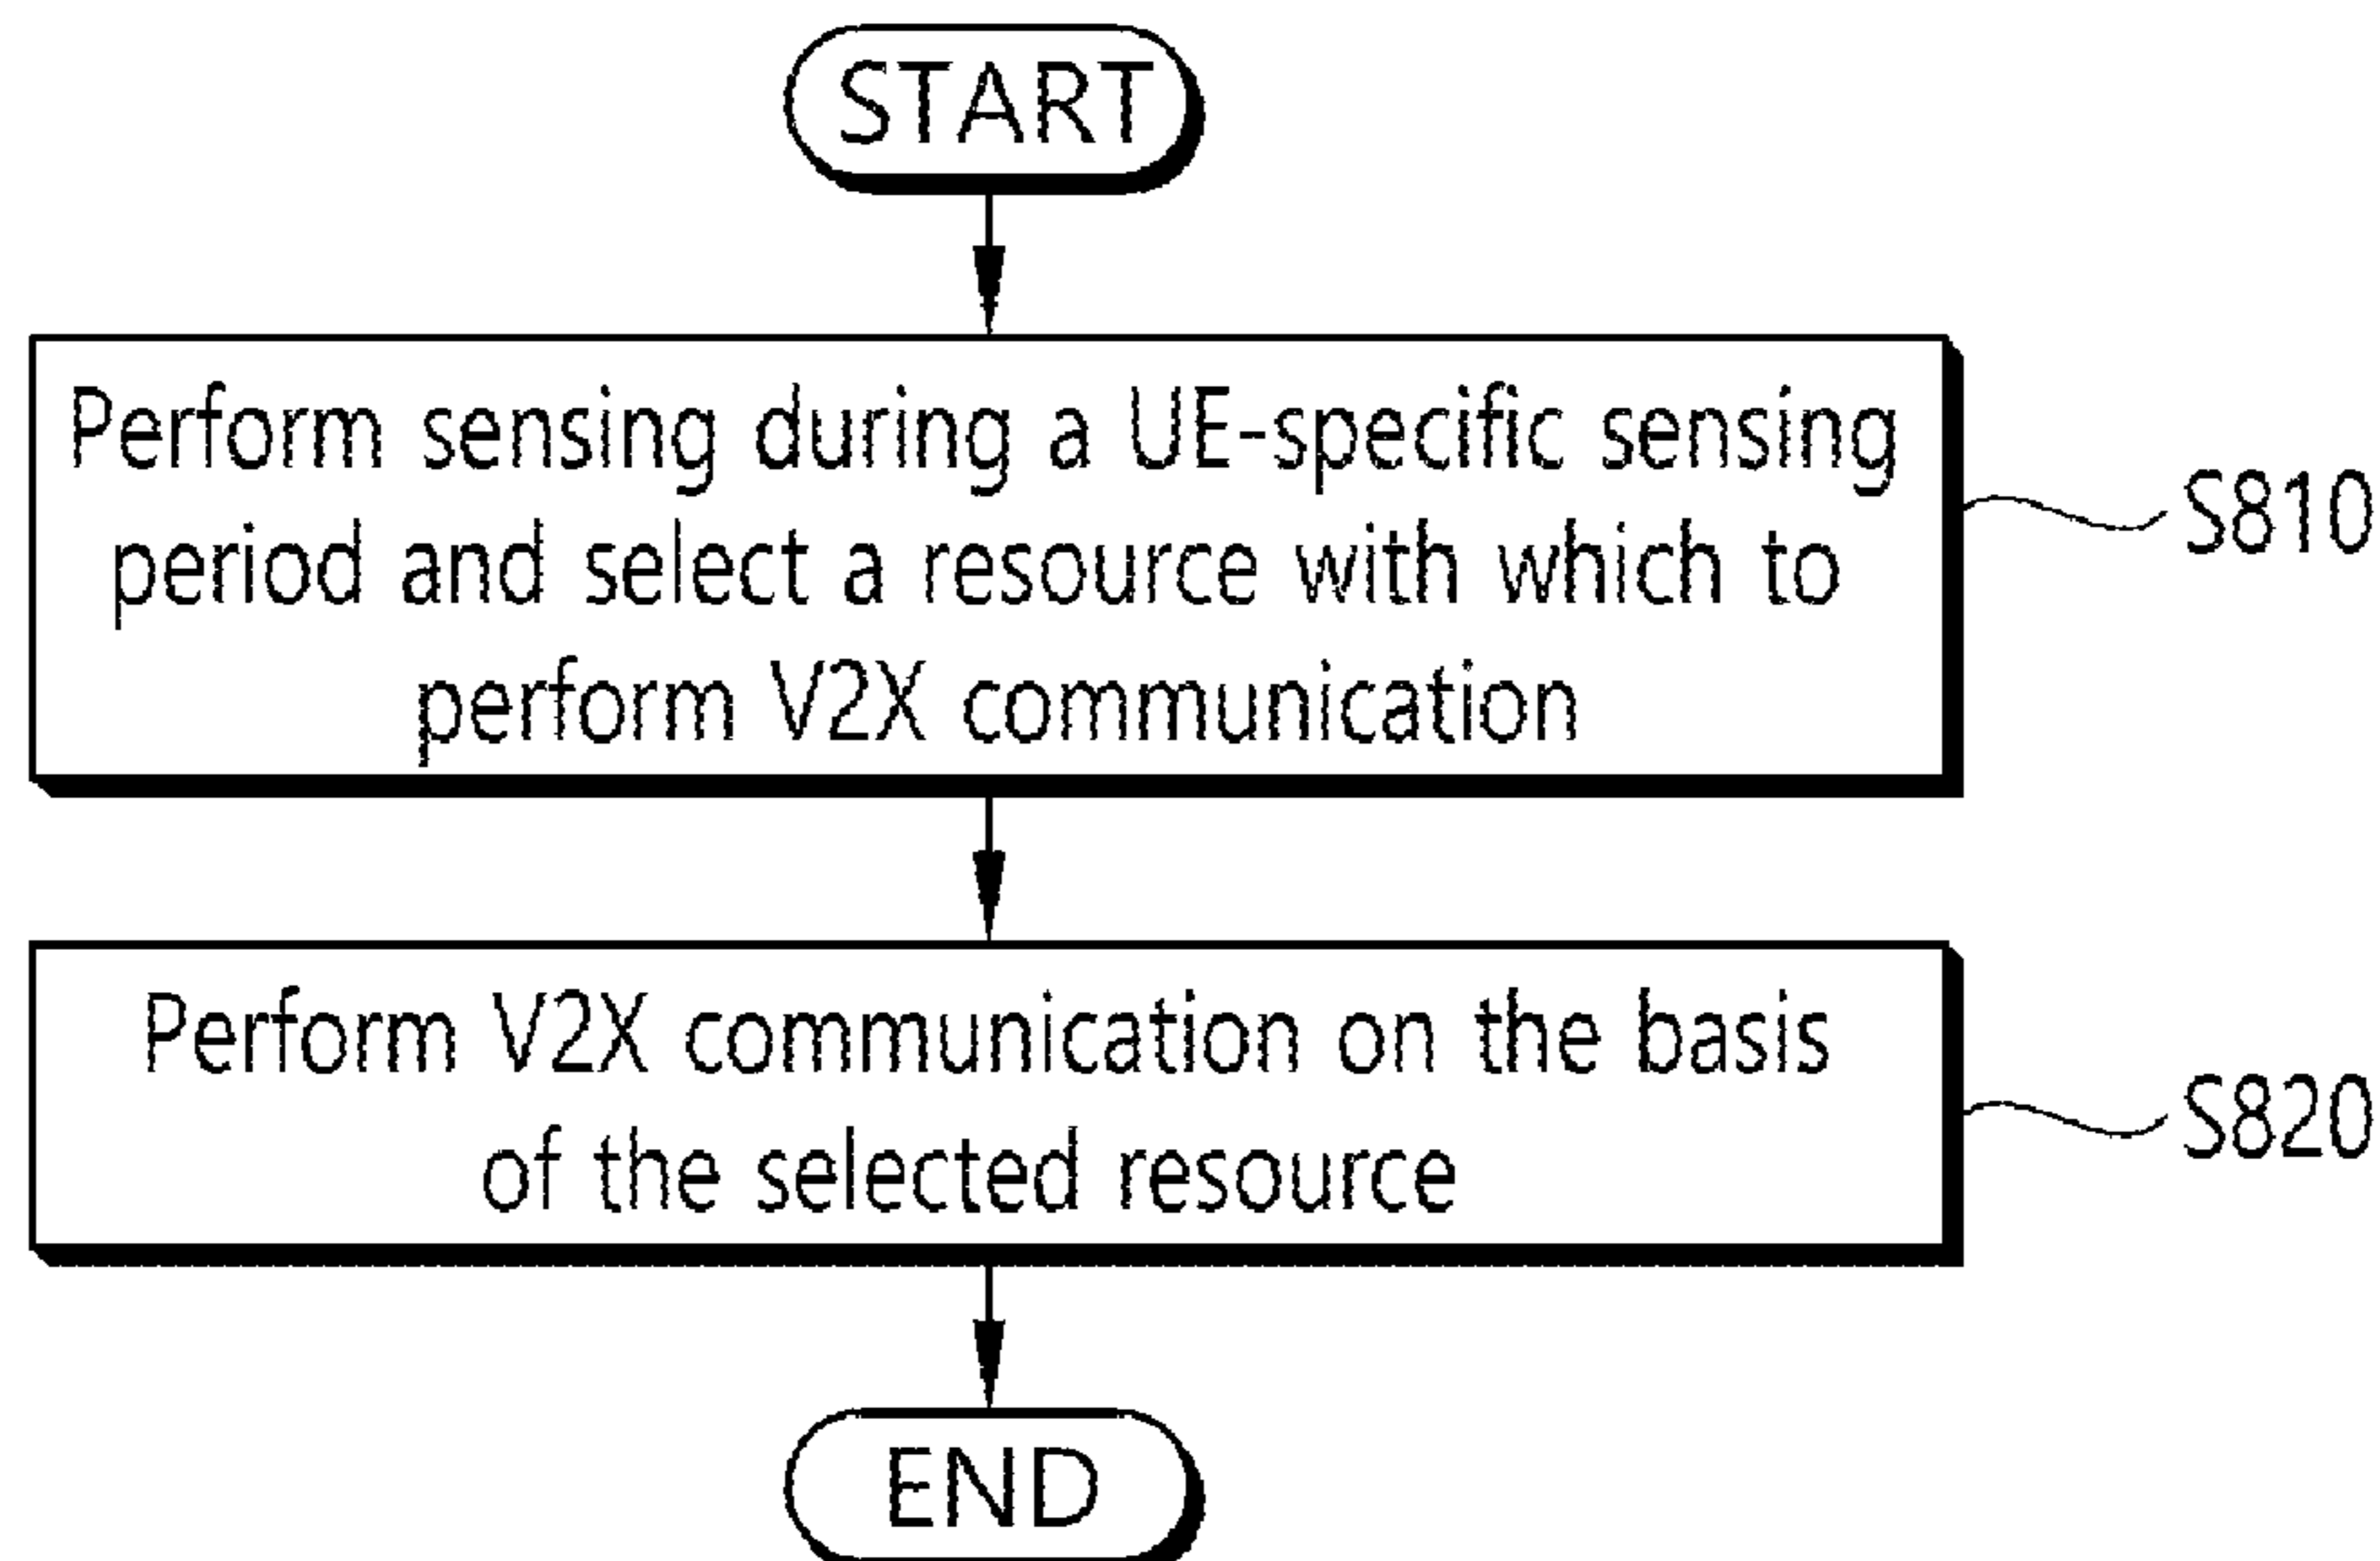 START
Perform sensing during a UE-specific sensing
period and select a resource with which to
perform V2X communication
S810
Perform V2X communication on the basis
of the selected resource
S820
END